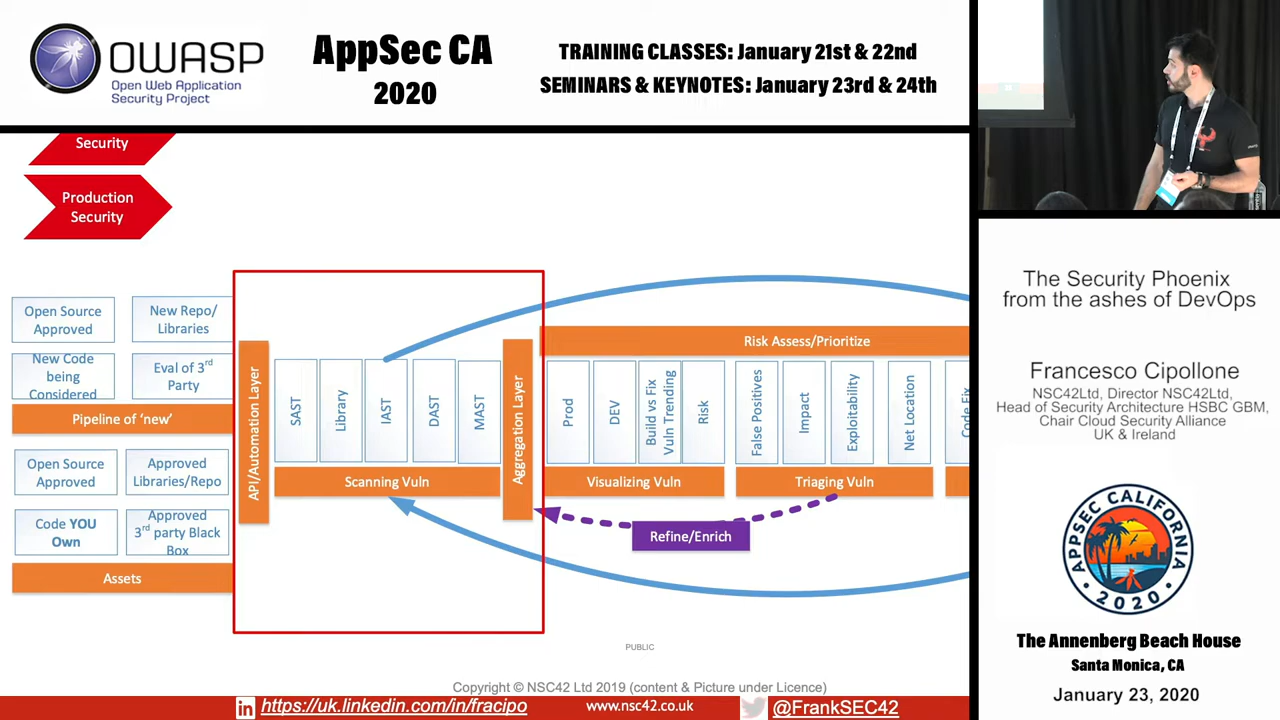 OWASP
Open Web Application
Security Project
AppSec CA
2020
TRAINING CLASSES: January 21st & 22nd
SEMINARS & KEYNOTES: January 23rd & 24th
Security
Production
Security
Open Source
Approved
New Repo/
Libraries
New Code
being
Considered
Eval of 3rd
Party
Pipeline of ‘new’
Open Source
Approved
Approved
Libraries/Repo
Code YOU
Own
Approved
3rd party Black
Box
Assets
API/Automation Layer
SAST
Library
IAST
DAST
MAST
Scanning Vuln
Aggregation Layer
Risk Assess/Prioritize
Prod
DEV
Build vs Fix
Vuln Trending
Risk
Visualizing Vuln
False Positives
Impact
Exploitability
Net Location
Triaging Vuln
Code Fix
Refine/Enrich
PUBLIC
Copyright © NSC42 Ltd 2019 (content & Picture under Licence)
in https://uk.linkedin.com/in/fracipo
www.nsc42.co.uk
@FrankSEC42
The Security Phoenix
from the ashes of DevOps
Francesco Cipollone
NSC42Ltd, Director NSC42Ltd,
Head of Security Architecture HSBC GBM,
Chair Cloud Security Alliance
UK & Ireland
APPSEC CALIFORNIA
2020
The Annenberg Beach House
Santa Monica, CA
January 23, 2020